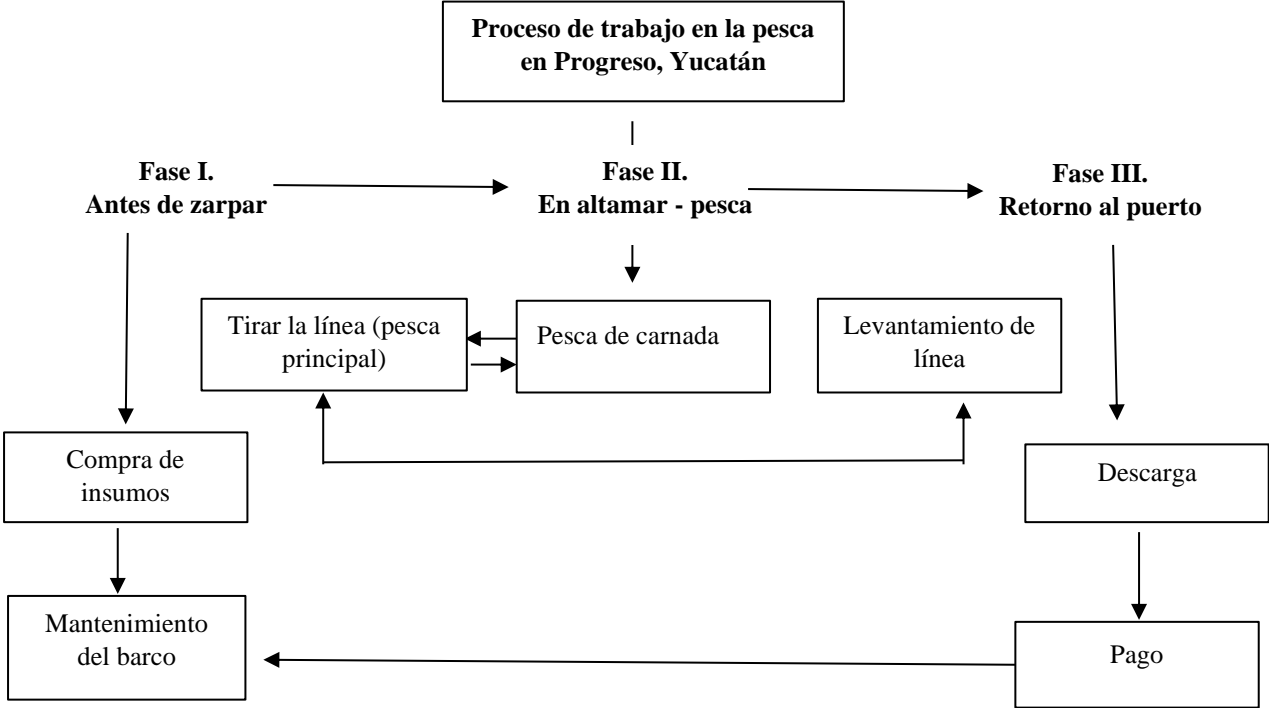 Proceso de trabajo en la pesca
en Progreso, Yucatán
Fase I.
Antes de zarpar
Fase II.
En altamar - pesca
Fase III.
Retorno al puerto
Tirar la línea (pesca
principal)
Pesca de carnada
Levantamiento de
línea
Compra de
insumos
Descarga
Mantenimiento
del barco
Pago